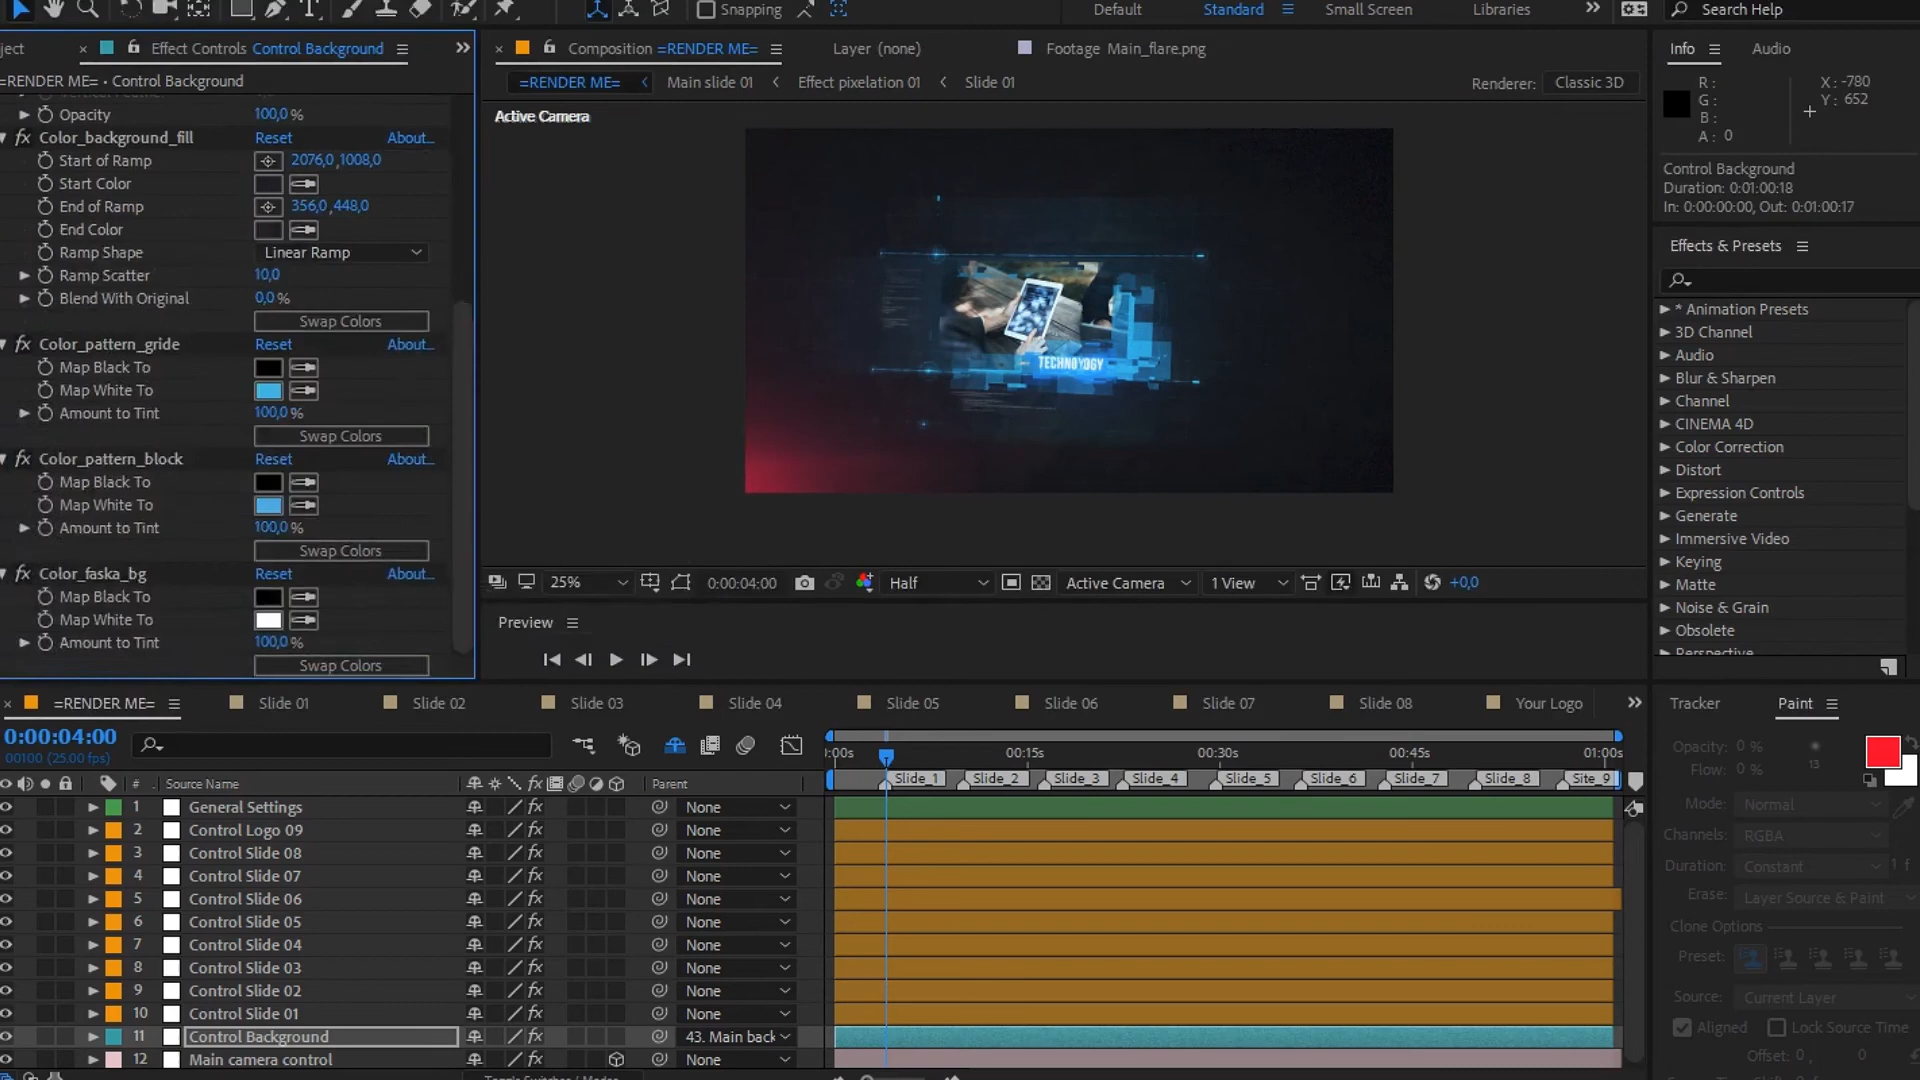 Snapping
Default
Standard
Small Screen
Libraries
Search Help
ject
Effect Controls Control Background
Composition =RENDER ME=
Layer (none)
Footage Main_flare.png
Info
Audio
=RENDER ME= • Control Background
=RENDER ME=
Main slide 01
Effect pixelation 01
Slide 01
Renderer:
Classic 3D
R :
G :
B :
A : 0
X : -780
Y : 652
Active Camera
TECHNOYOGY
Opacity
100,0 %
Color_background_fill
Reset
About...
Start of Ramp
2076,0 ,1008,0
Start Color
End of Ramp
356,0 ,448,0
End Color
Ramp Shape
Linear Ramp
Ramp Scatter
10,0
Blend With Original
0,0 %
Swap Colors
Color_pattern_gride
Reset
About...
Map Black To
Map White To
Amount to Tint
100,0 %
Swap Colors
Color_pattern_block
Reset
About...
Map Black To
Map White To
Amount to Tint
100,0 %
Swap Colors
Color_faska_bg
Reset
About...
Map Black To
Map White To
Amount to Tint
100,0 %
Swap Colors
Control Background
Duration: 0:01:00:18
In: 0:00:00:00, Out: 0:01:00:17
Effects & Presets
* Animation Presets
3D Channel
Audio
Blur & Sharpen
Channel
CINEMA 4D
Color Correction
Distort
Expression Controls
Generate
Immersive Video
Keying
Matte
Noise & Grain
Obsolete
Perspective
25%
0:00:04:00
Half
Active Camera
1 View
+0,0
Preview
=RENDER ME=
Slide 01
Slide 02
Slide 03
Slide 04
Slide 05
Slide 06
Slide 07
Slide 08
Your Logo
0:00:04:00
00100 (25.00 fps)
:00s
00:15s
00:30s
00:45s
01:00s
Slide_1
Slide_2
Slide_3
Slide_4
Slide_5
Slide_6
Slide_7
Slide_8
Site_9
#
Source Name
Parent
1 General Settings None
2 Control Logo 09 None
3 Control Slide 08 None
4 Control Slide 07 None
5 Control Slide 06 None
6 Control Slide 05 None
7 Control Slide 04 None
8 Control Slide 03 None
9 Control Slide 02 None
10 Control Slide 01 None
11 Control Background 43. Main back
12 Main camera control None
Tracker
Paint
Opacity: 0 %
Flow: 0 %
13
Mode: Normal
Channels: RGBA
Duration: Constant
1 f
Erase: Layer Source & Paint
Clone Options
Preset:
Source: Current Layer
Aligned
Lock Source Time
Offset: 0 , 0